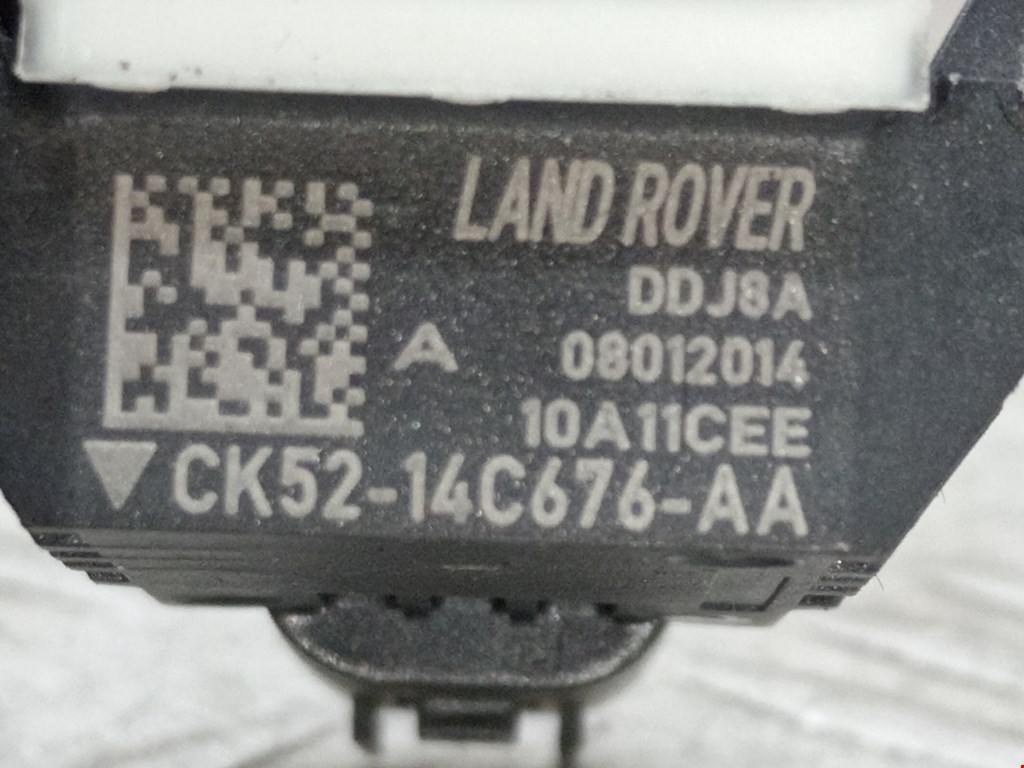 LAND ROVER
DDJ8A
A
08012014
10A11CEE
CK52-14C676-AA